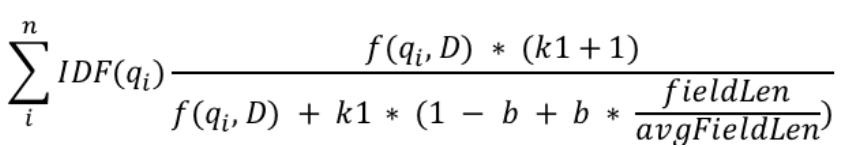 n
∑ IDF(qᵢ) f(qᵢ, D) * (k1 + 1)
i
f(qᵢ, D) + k1 * (1 − b + b * fieldLen
avgFieldLen)